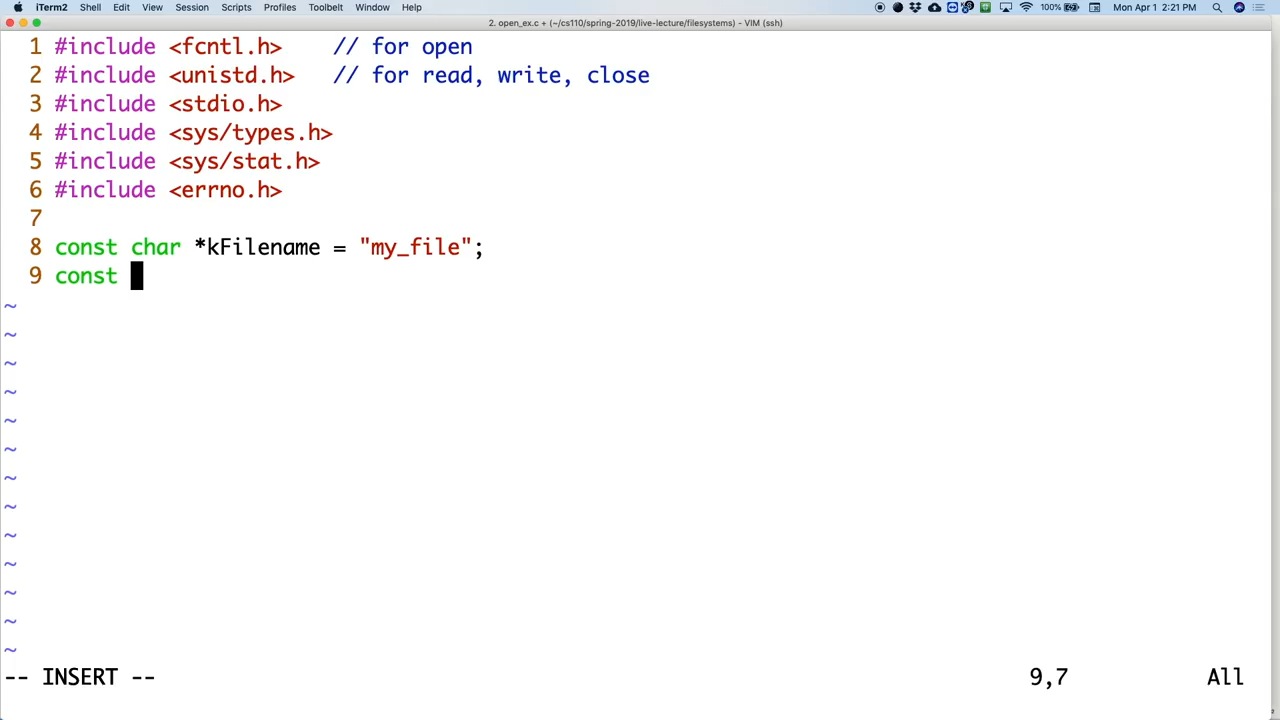 iTerm2 Shell Edit View Session Scripts Profiles Toolbelt Window Help 100% Mon Apr 1 2:21 PM
2. open_ex.c + (~/cs110/spring-2019/live-lecture/filesystems) - VIM (ssh)
1 #include <fcntl.h> // for open
2 #include <unistd.h> // for read, write, close
3 #include <stdio.h>
4 #include <sys/types.h>
5 #include <sys/stat.h>
6 #include <errno.h>
7
8 const char *kFilename = "my_file";
9 const
~
~
~
~
~
~
~
~
~
~
~
~
~
-- INSERT -- 9,7 All